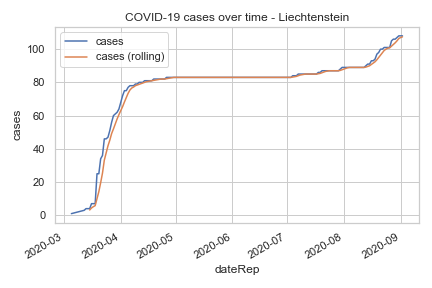 COVID-19 cases over time - Liechtenstein
cases
cases (rolling)
100
80
60
40
20
0
cases
2020-03
2020-04
2020-05
2020-06
2020-07
2020-08
2020-09
dateRep